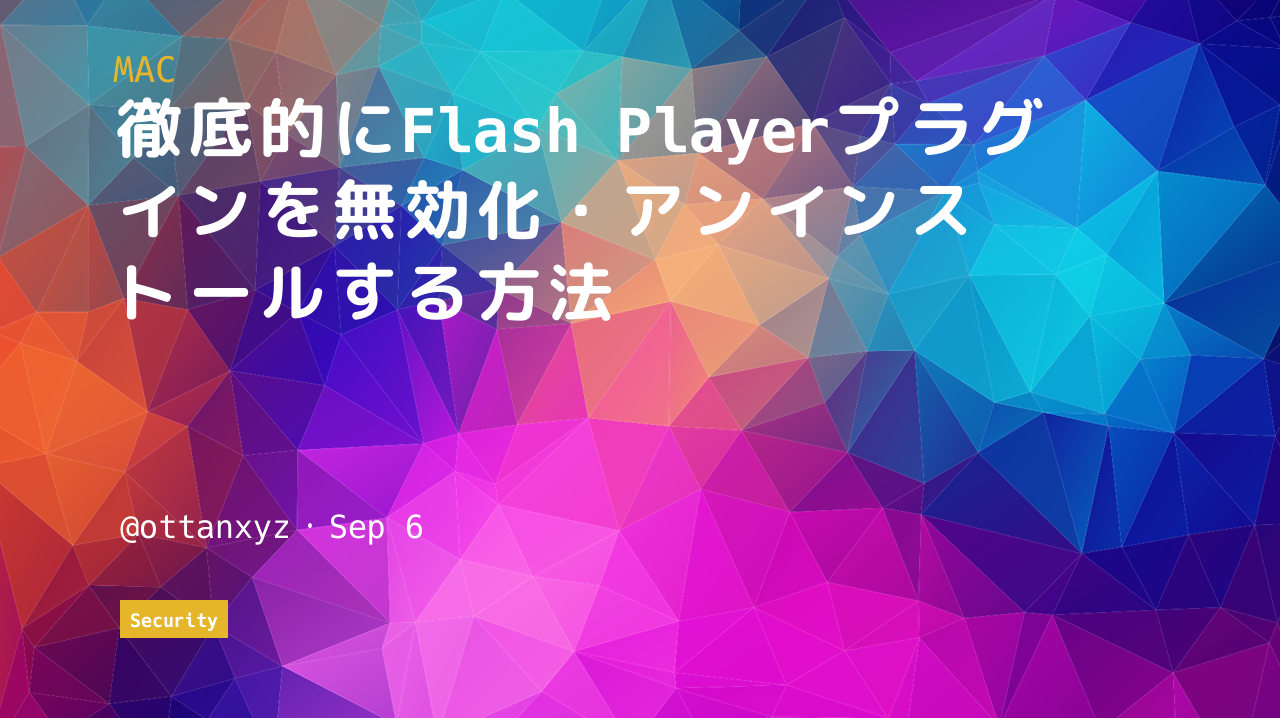 MAC
徹底的にFlash Playerプラグ
インを無効化・アンインス
トールする方法
@ottanxyz・Sep 6
Security